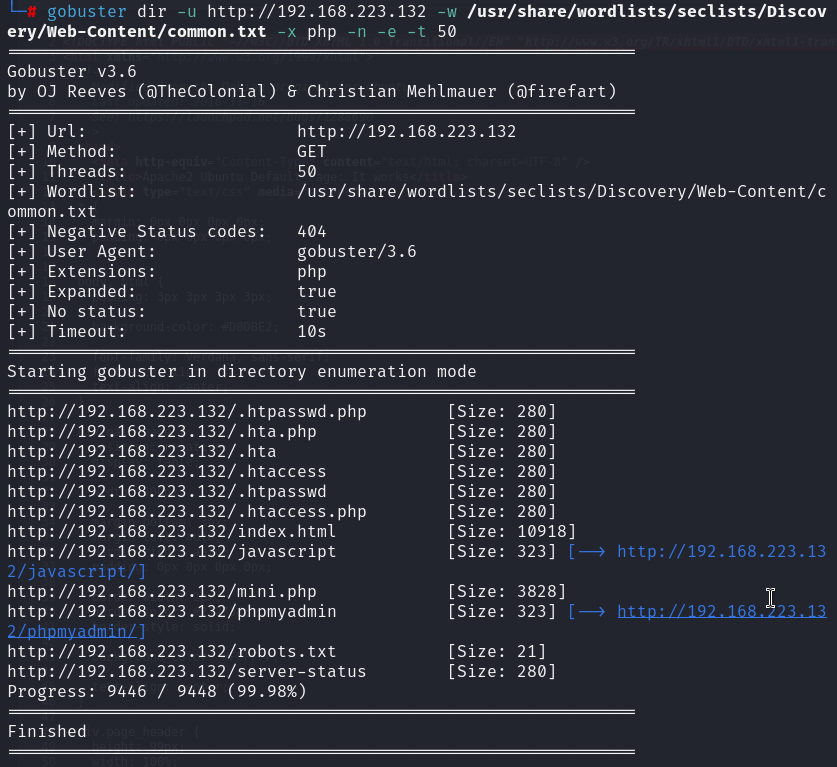 └─# gobuster dir -u http://192.168.223.132 -w /usr/share/wordlists/seclists/Discov
ery/Web-Content/common.txt -x php -n -e -t 50
===============================================================
Gobuster v3.6
by OJ Reeves (@TheColonial) & Christian Mehlmauer (@firefart)
===============================================================
[+] Url:                     http://192.168.223.132
[+] Method:                  GET
[+] Threads:                 50
[+] Wordlist:                /usr/share/wordlists/seclists/Discovery/Web-Content/c
ommon.txt
[+] Negative Status codes:   404
[+] User Agent:              gobuster/3.6
[+] Extensions:              php
[+] Expanded:                true
[+] No status:               true
[+] Timeout:                 10s
===============================================================
Starting gobuster in directory enumeration mode
===============================================================
http://192.168.223.132/.htpasswd.php        [Size: 280]
http://192.168.223.132/.hta.php             [Size: 280]
http://192.168.223.132/.hta                 [Size: 280]
http://192.168.223.132/.htaccess            [Size: 280]
http://192.168.223.132/.htpasswd            [Size: 280]
http://192.168.223.132/.htaccess.php        [Size: 280]
http://192.168.223.132/index.html           [Size: 10918]
http://192.168.223.132/javascript           [Size: 323] [--> http://192.168.223.13
2/javascript/]
http://192.168.223.132/mini.php             [Size: 3828]
http://192.168.223.132/phpmyadmin           [Size: 323] [--> http://192.168.223.13
2/phpmyadmin/]
http://192.168.223.132/robots.txt           [Size: 21]
http://192.168.223.132/server-status        [Size: 280]
Progress: 9446 / 9448 (99.98%)
===============================================================
Finished
===============================================================